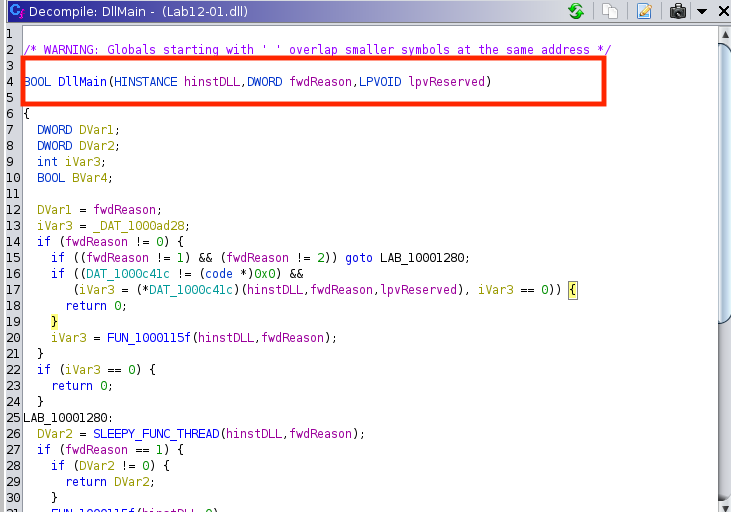 Decompile: DllMain - (Lab12-01.dll)
1
2 /* WARNING: Globals starting with '_' overlap smaller symbols at the same address */
3
4 BOOL DllMain(HINSTANCE hinstDLL,DWORD fwdReason,LPVOID lpvReserved)
5
6 {
7 DWORD DVar1;
8 DWORD DVar2;
9 int iVar3;
10 BOOL BVar4;
11
12 DVar1 = fwdReason;
13 iVar3 = _DAT_1000ad28;
14 if (fwdReason != 0) {
15 if ((fwdReason != 1) && (fwdReason != 2)) goto LAB_10001280;
16 if ((DAT_1000c41c != (code *)0x0) &&
17 (iVar3 = (*DAT_1000c41c)(hinstDLL,fwdReason,lpvReserved), iVar3 == 0)) {
18 return 0;
19 }
20 iVar3 = FUN_1000115f(hinstDLL,fwdReason);
21 }
22 if (iVar3 == 0) {
23 return 0;
24 }
25 LAB_10001280:
26 DVar2 = SLEEPY_FUNC_THREAD(hinstDLL,fwdReason);
27 if (fwdReason == 1) {
28 if (DVar2 != 0) {
29 return DVar2;
30 }